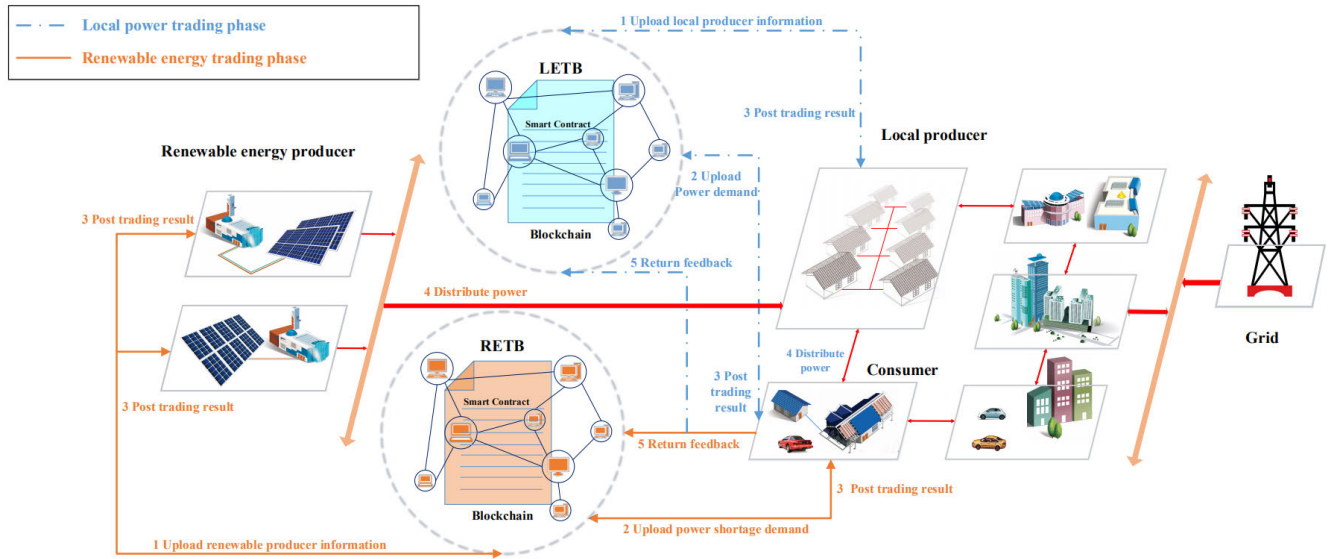 Local power trading phase
Renewable energy trading phase
1 Upload local producer information
LETB
Smart Contract
Blockchain
3 Post trading result
Local producer
Renewable energy producer
2 Upload
Power demand
3 Post trading result
5 Return feedback
4 Distribute power
Grid
RETB
Smart Contract
Blockchain
4 Distribute
power
Consumer
3 Post
trading
result
3 Post trading result
5 Return feedback
3 Post trading result
2 Upload power shortage demand
1 Upload renewable producer information